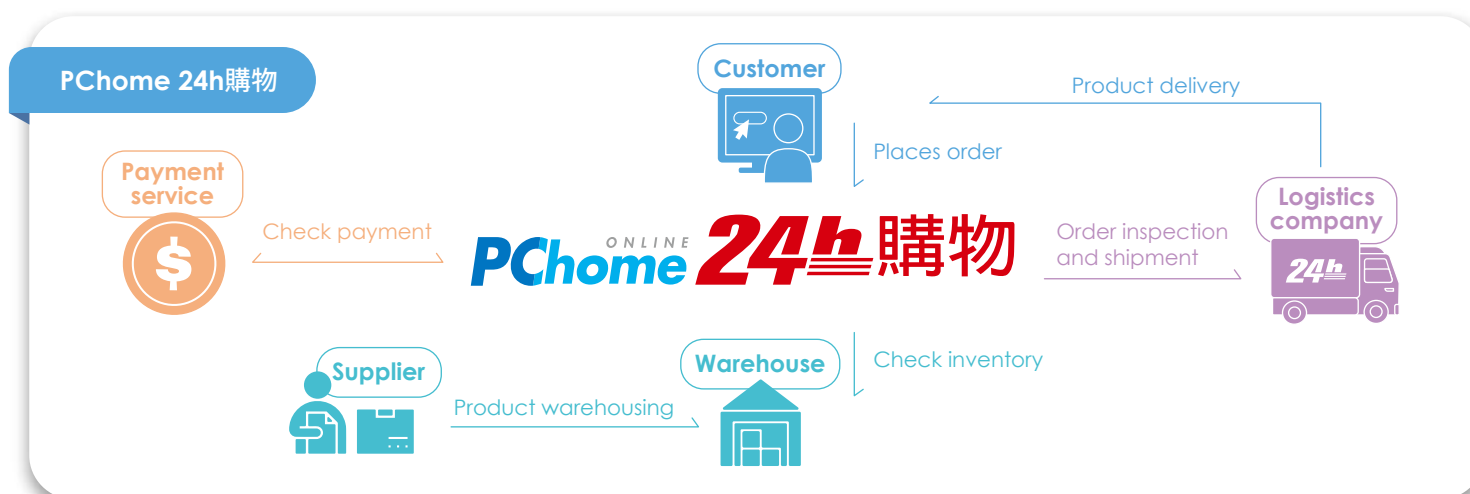 PChome 24h購物
Customer
Product delivery
Places order
Payment
service
Check payment
PChome ONLINE 24h購物
Order inspection
and shipment
Logistics
company
24h
Supplier
Product warehousing
Warehouse
Check inventory
$